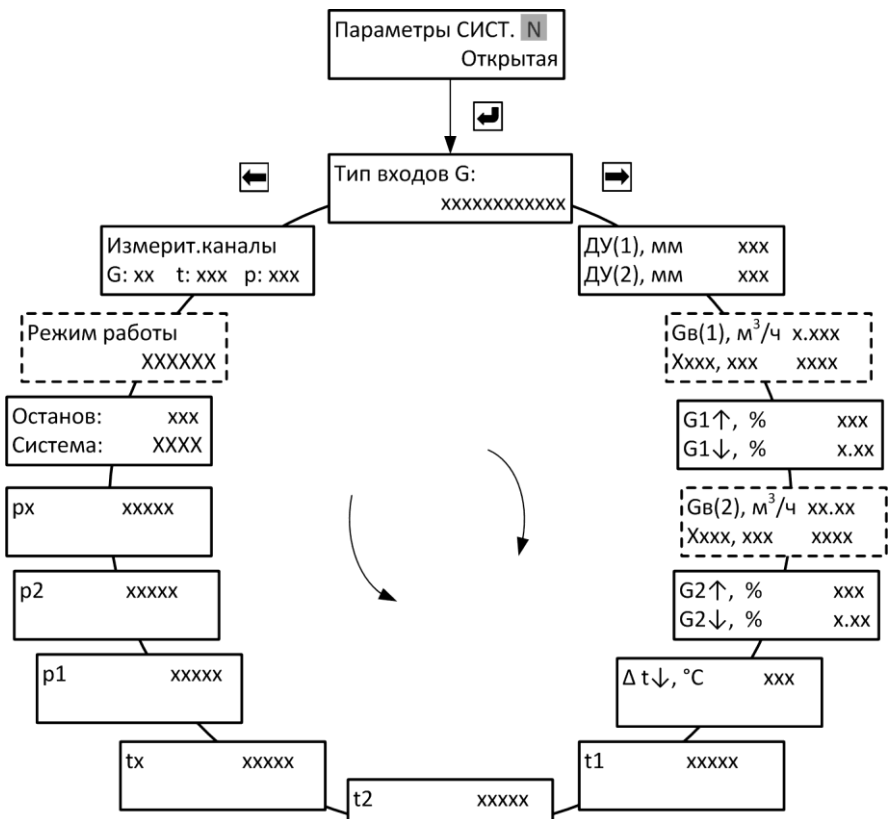 Параметры СИСТ. N
Открытая
Тип входов G:
xxxxxxxxxxxx
ДУ(1), мм xxx
ДУ(2), мм xxx
Gв(1), м³/ч x.xxx
Xxxx, xxx xxxx
G1↑, % xxx
G1↓, % x.xx
Gв(2), м³/ч xx.xx
Xxxx, xxx xxxx
G2↑, % xxx
G2↓, % x.xx
Δ t↓, °C xxx
t1 xxxxx
t2 xxxxx
tx xxxxx
p1 xxxxx
p2 xxxxx
px xxxxx
Останов: xxx
Система: XXXX
Режим работы
XXXXXX
Измерит.каналы
G: xx t: xxx p: xxx